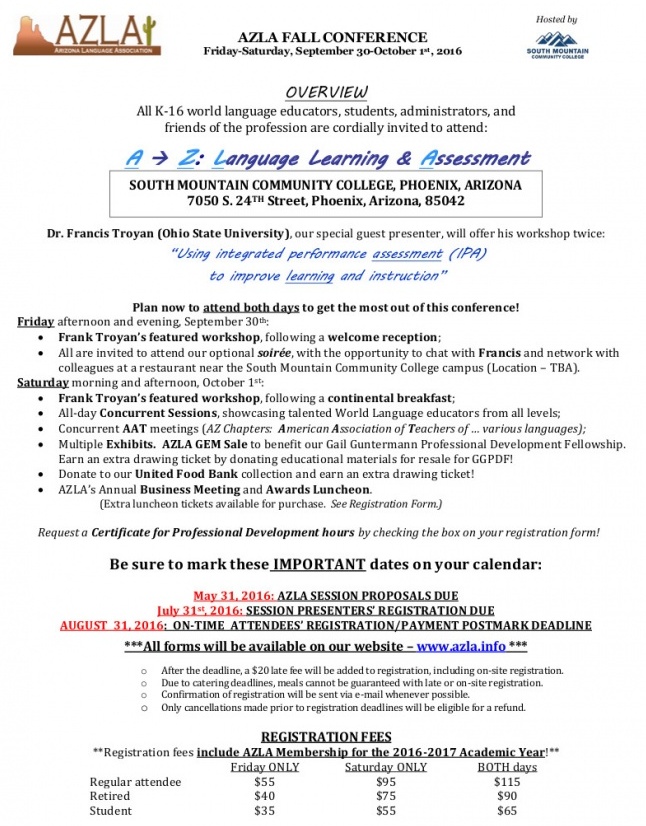 AZLA
ARIZONA LANGUAGE ASSOCIATION
AZLA FALL CONFERENCE
Friday-Saturday, September 30-October 1st, 2016
Hosted by
SOUTH MOUNTAIN
COMMUNITY COLLEGE
OVERVIEW
All K-16 world language educators, students, administrators, and
friends of the profession are cordially invited to attend:
A → Z: Language Learning & Assessment
SOUTH MOUNTAIN COMMUNITY COLLEGE, PHOENIX, ARIZONA
7050 S. 24TH Street, Phoenix, Arizona, 85042
Dr. Francis Troyan (Ohio State University), our special guest presenter, will offer his workshop twice:
"Using integrated performance assessment (IPA)
to improve learning and instruction"
Plan now to attend both days to get the most out of this conference!
Friday afternoon and evening, September 30th:
• Frank Troyan's featured workshop, following a welcome reception;
• All are invited to attend our optional soirée, with the opportunity to chat with Francis and network with
colleagues at a restaurant near the South Mountain Community College campus (Location – TBA).
Saturday morning and afternoon, October 1st:
• Frank Troyan's featured workshop, following a continental breakfast;
• All-day Concurrent Sessions, showcasing talented World Language educators from all levels;
• Concurrent AAT meetings (AZ Chapters: American Association of Teachers of … various languages);
• Multiple Exhibits. AZLA GEM Sale to benefit our Gail Guntermann Professional Development Fellowship.
Earn an extra drawing ticket by donating educational materials for resale for GGPDF!
• Donate to our United Food Bank collection and earn an extra drawing ticket!
• AZLA's Annual Business Meeting and Awards Luncheon.
(Extra luncheon tickets available for purchase. See Registration Form.)
Request a Certificate for Professional Development hours by checking the box on your registration form!
Be sure to mark these IMPORTANT dates on your calendar:
May 31, 2016: AZLA SESSION PROPOSALS DUE
July 31st, 2016: SESSION PRESENTERS' REGISTRATION DUE
AUGUST 31, 2016: ON-TIME ATTENDEES' REGISTRATION/PAYMENT POSTMARK DEADLINE
***All forms will be available on our website – www.azla.info ***
o After the deadline, a $20 late fee will be added to registration, including on-site registration.
o Due to catering deadlines, meals cannot be guaranteed with late or on-site registration.
o Confirmation of registration will be sent via e-mail whenever possible.
o Only cancellations made prior to registration deadlines will be eligible for a refund.
REGISTRATION FEES
**Registration fees include AZLA Membership for the 2016-2017 Academic Year!**
Friday ONLY Saturday ONLY BOTH days
Regular attendee $55 $95 $115
Retired $40 $75 $90
Student $35 $55 $65